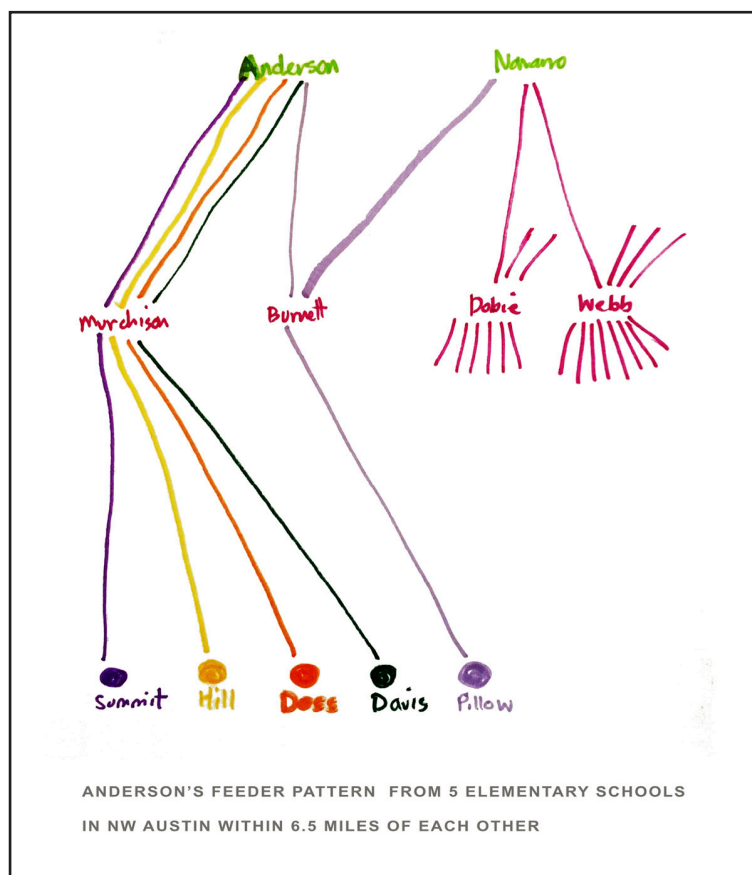 Anderson Navarro
Murchison Burnett Dobie Webb
Summit Hill Doss Davis Pillow
ANDERSON'S FEEDER PATTERN FROM 5 ELEMENTARY SCHOOLS
IN NW AUSTIN WITHIN 6.5 MILES OF EACH OTHER